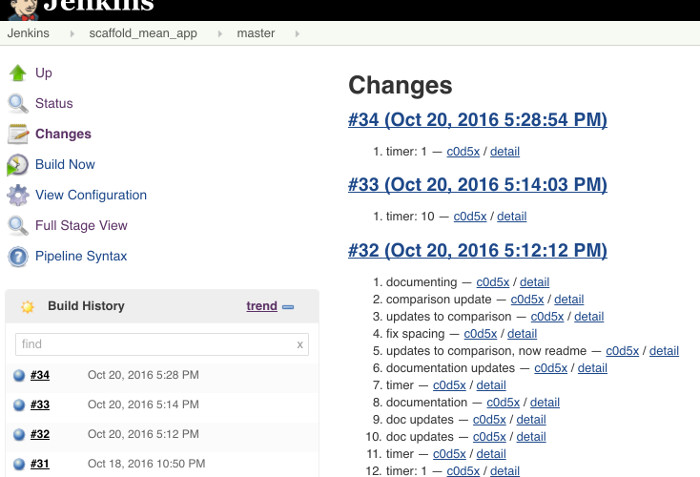 Jenkins
Jenkins scaffold_mean_app master
Up
Status
Changes
Build Now
View Configuration
Full Stage View
Pipeline Syntax
Build History trend
find x
#34 Oct 20, 2016 5:28 PM
#33 Oct 20, 2016 5:14 PM
#32 Oct 20, 2016 5:12 PM
#31 Oct 18, 2016 10:50 PM
Changes
#34 (Oct 20, 2016 5:28:54 PM)
1. timer: 1 — c0d5x / detail
#33 (Oct 20, 2016 5:14:03 PM)
1. timer: 10 — c0d5x / detail
#32 (Oct 20, 2016 5:12:12 PM)
1. documenting — c0d5x / detail
2. comparison update — c0d5x / detail
3. updates to comparison — c0d5x / detail
4. fix spacing — c0d5x / detail
5. updates to comparison, now readme — c0d5x / detail
6. documentation updates — c0d5x / detail
7. timer — c0d5x / detail
8. documentation — c0d5x / detail
9. doc updates — c0d5x / detail
10. doc updates — c0d5x / detail
11. timer — c0d5x / detail
12. timer: 1 — c0d5x / detail